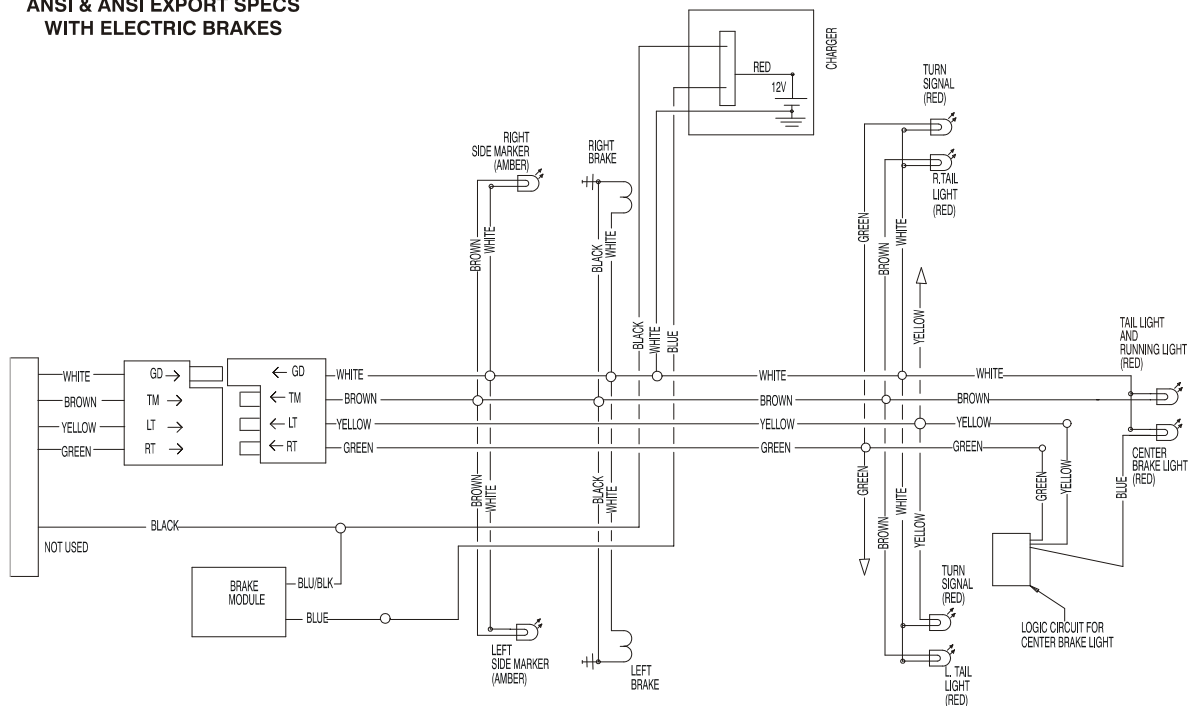 ANSI & ANSI EXPORT SPECS
WITH ELECTRIC BRAKES
CHARGER
RED
12V
TURN
SIGNAL
(RED)
RIGHT
SIDE MARKER
(AMBER)
RIGHT
BRAKE
R.TAIL
LIGHT
(RED)
BROWN
WHITE
BLACK
WHITE
GREEN
BROWN
WHITE
BLACK
WHITE
BLUE
YELLOW
TAIL LIGHT
AND
RUNNING LIGHT
(RED)
WHITE
GD
GD
WHITE
WHITE
WHITE
BROWN
TM
TM
BROWN
BROWN
BROWN
YELLOW
LT
LT
YELLOW
YELLOW
YELLOW
GREEN
RT
RT
GREEN
GREEN
GREEN
CENTER
BRAKE LIGHT
(RED)
BROWN
WHITE
BLACK
WHITE
GREEN
BROWN
WHITE
YELLOW
GREEN
YELLOW
BLUE
BLACK
NOT USED
BRAKE
MODULE
BLU/BLK
BLUE
TURN
SIGNAL
(RED)
LOGIC CIRCUIT FOR
CENTER BRAKE LIGHT
LEFT
SIDE MARKER
(AMBER)
LEFT
BRAKE
L. TAIL
LIGHT
(RED)